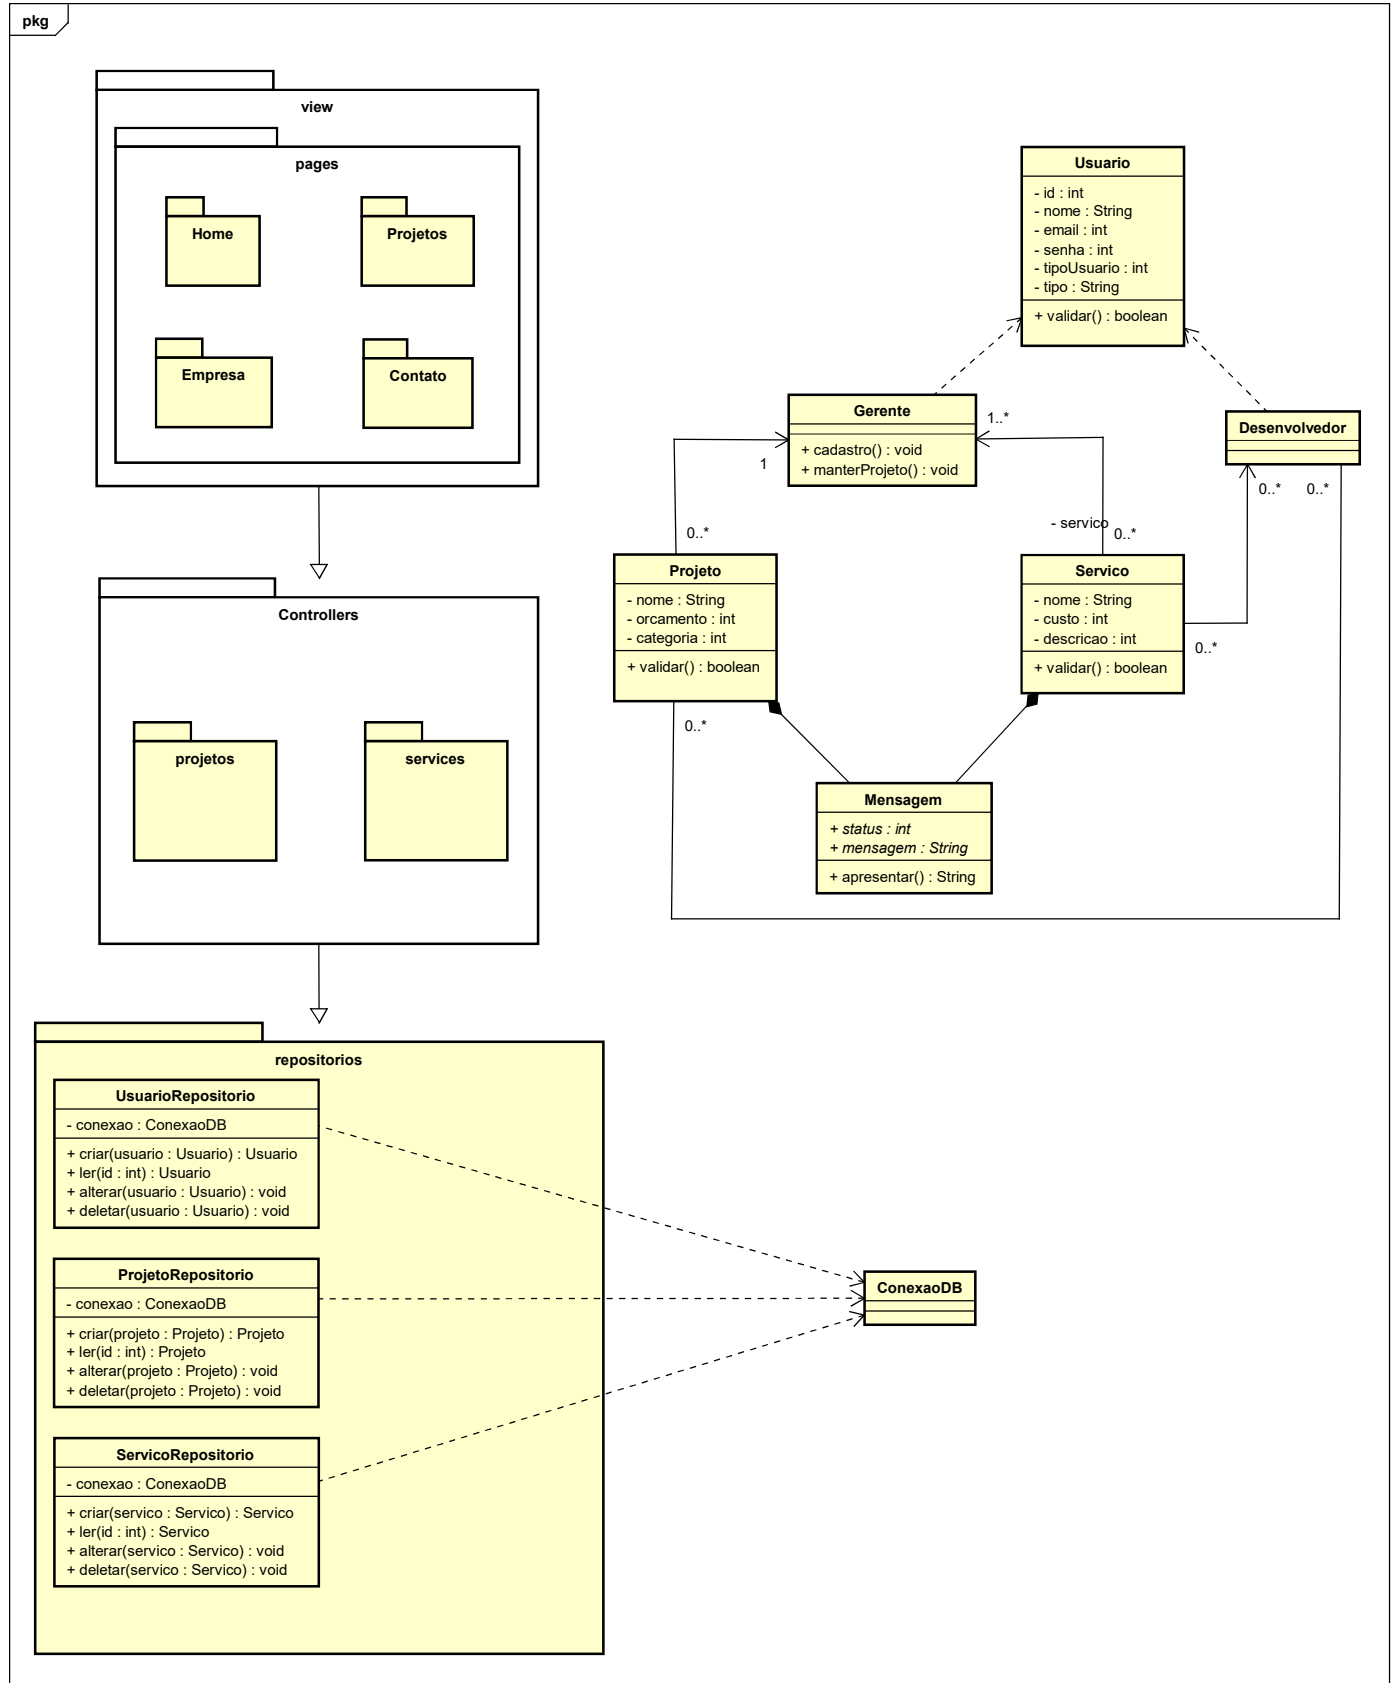 pkg
view
pages
Home
Projetos
Empresa
Contato
Controllers
projetos
services
repositorios
UsuarioRepositorio
- conexao : ConexaoDB
+ criar(usuario : Usuario) : Usuario
+ ler(id : int) : Usuario
+ alterar(usuario : Usuario) : void
+ deletar(usuario : Usuario) : void
ProjetoRepositorio
- conexao : ConexaoDB
+ criar(projeto : Projeto) : Projeto
+ ler(id : int) : Projeto
+ alterar(projeto : Projeto) : void
+ deletar(projeto : Projeto) : void
ServicoRepositorio
- conexao : ConexaoDB
+ criar(servico : Servico) : Servico
+ ler(id : int) : Servico
+ alterar(servico : Servico) : void
+ deletar(servico : Servico) : void
Usuario
- id : int
- nome : String
- email : int
- senha : int
- tipoUsuario : int
- tipo : String
+ validar() : boolean
Gerente
+ cadastro() : void
+ manterProjeto() : void
1..*
1
Desenvolvedor
0..*
0..*
0..*
- servico
0..*
Projeto
- nome : String
- orcamento : int
- categoria : int
+ validar() : boolean
0..*
Servico
- nome : String
- custo : int
- descricao : int
+ validar() : boolean
0..*
Mensagem
+ status : int
+ mensagem : String
+ apresentar() : String
ConexaoDB